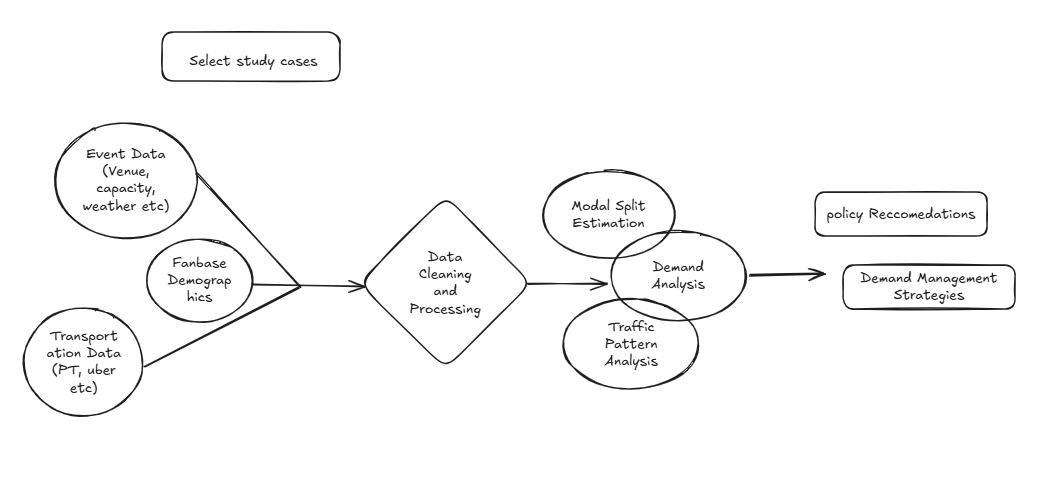 Select study cases
Event Data
(Venue,
capacity,
weather etc)
Fanbase
Demograp
hics
Transport
ation Data
(PT, uber
etc)
Data
Cleaning
and
Processing
Modal Split
Estimation
Demand
Analysis
Traffic
Pattern
Analysis
policy Reccomedations
Demand Management
Strategies